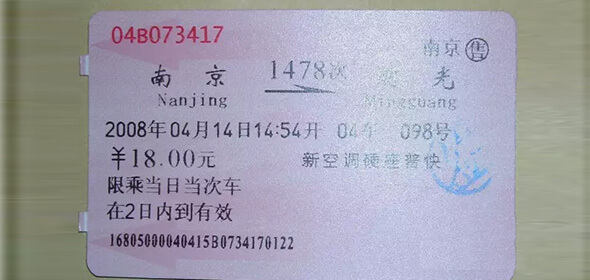 04B073417
南京 售
南京 1478次 明光
Nanjing Mingguang
2008年04月14日14:54开 04车 098号
￥18.00元 新空调硬座普快
限乘当日当次车
在2日内到有效
16805000040415B0734170122